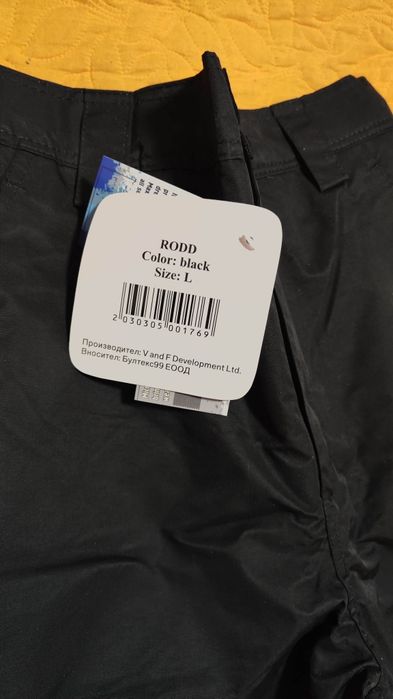 RODD
Color: black
Size: L
2 030305 001769
Производител: V and F Development Ltd.
Вносител: Бултекс99 ЕООД